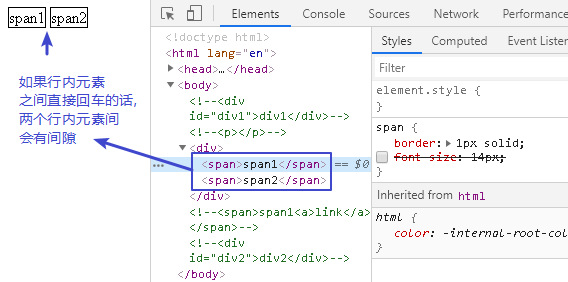 span1 span2
如果行内元素
之间直接回车的话,
两个行内元素间
会有间隙
Elements Console Sources
<!doctype html>
<html lang="en">
<head>…</head>
<body>
<!--<div
id="div1">div1</div>-->
<!--<p></p>-->
<div>
… <span>span1</span> == $0
<span>span2</span>
</div>
<!--<span>span1<a>link</a>
</span>-->
<!--<div
id="div2">div2</div>-->
</body>
Styles Computed Event
Filter
element.style {
}
span {
border: 1px solid;
font-size: 14px;
}
Inherited from html
html {
color: -internal-root-col
}